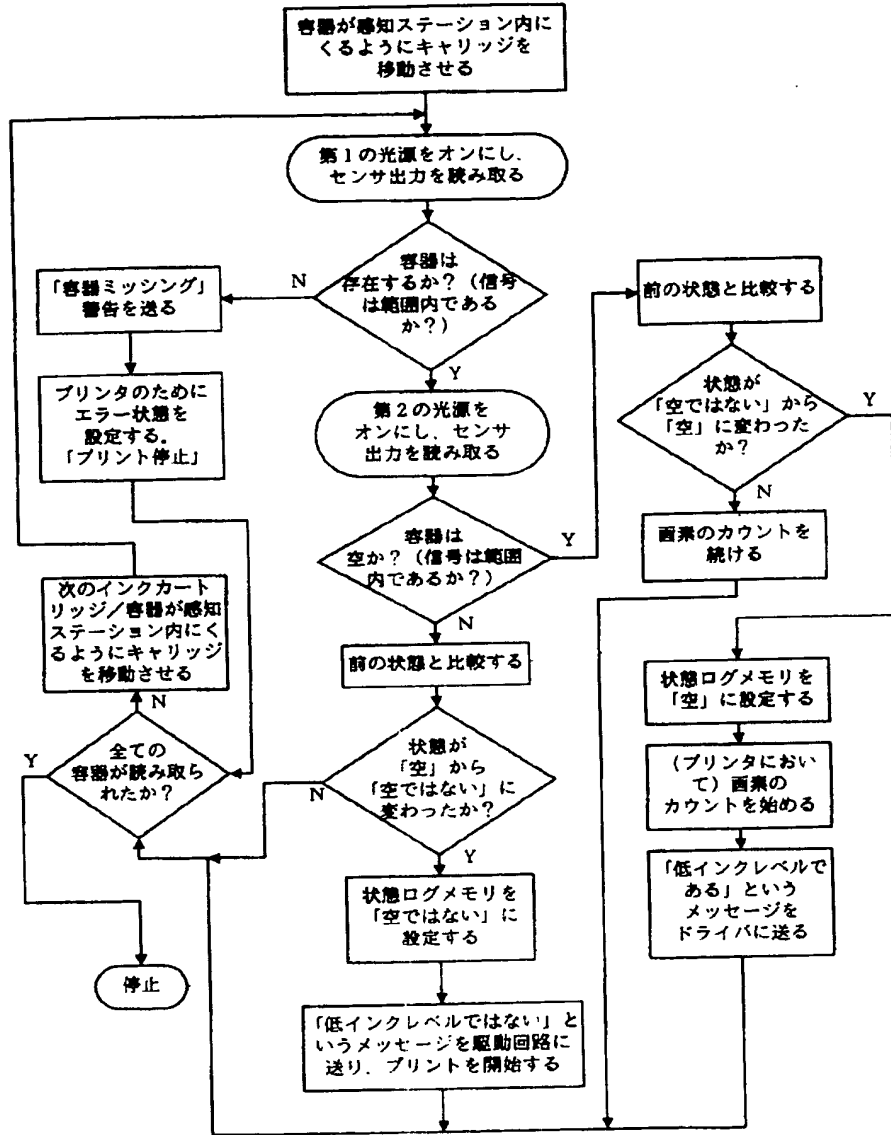 容器が感知ステーション内に
くるようにキャリッジを
移動させる
第1の光源をオンにし、
センサ出力を読み取る
容器は
存在するか？（信号
は範囲内である
か？）
N
Y
「容器ミッシング」
警告を送る
プリンタのために
エラー状態を
設定する。
「プリント停止」
第2の光源を
オンにし、センサ
出力を読み取る
容器は
空か？（信号は範囲
内であるか？）
Y
N
前の状態と比較する
状態が
「空ではない」から
「空」に変わった
か？
Y
N
画素のカウントを
続ける
状態ログメモリを
「空」に設定する
（プリンタにおい
て）画素の
カウントを始める
「低インクレベルで
ある」という
メッセージを
ドライバに送る
前の状態と比較する
状態が
「空」から
「空ではない」に
変わったか？
N
Y
状態ログメモリを
「空ではない」に
設定する
「低インクレベルではない」と
いうメッセージを駆動回路に
送り、プリントを開始する
次のインクカート
リッジ／容器が感知
ステーション内にく
るようにキャリッジ
を移動させる
N
全ての
容器が読み取ら
れたか？
Y
停止